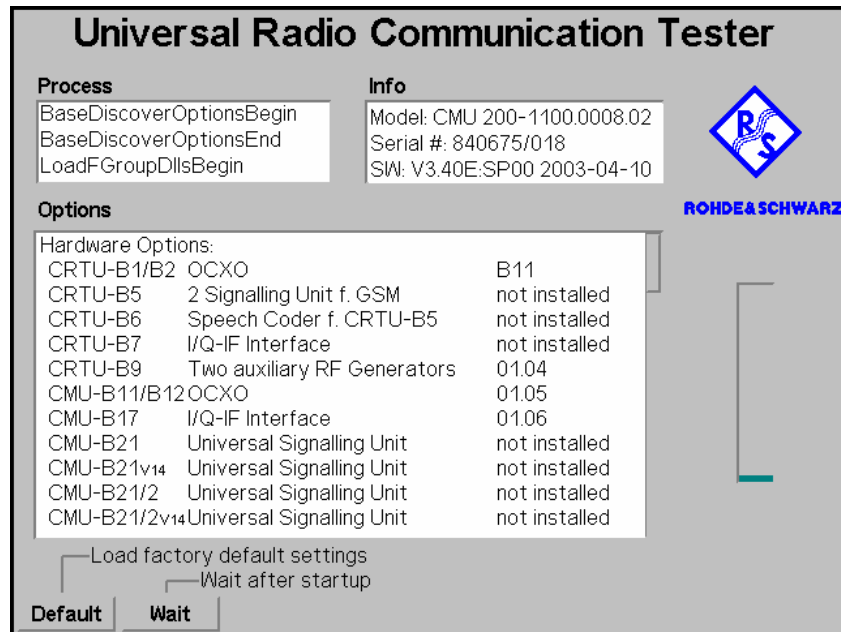 Universal Radio Communication Tester
Process
BaseDiscoverOptionsBegin
BaseDiscoverOptionsEnd
LoadFGroupDllsBegin
Info
Model: CMU 200-1100.0008.02
Serial #: 840675/018
SW: V3.40E:SP00 2003-04-10
R
S
ROHDE&SCHWARZ
Options
Hardware Options:
CRTU-B1/B2 OCXO B11
CRTU-B5 2 Signalling Unit f. GSM not installed
CRTU-B6 Speech Coder f. CRTU-B5 not installed
CRTU-B7 I/Q-IF Interface not installed
CRTU-B9 Two auxiliary RF Generators 01.04
CMU-B11/B12 OCXO 01.05
CMU-B17 I/Q-IF Interface 01.06
CMU-B21 Universal Signalling Unit not installed
CMU-B21v14 Universal Signalling Unit not installed
CMU-B21/2 Universal Signalling Unit not installed
CMU-B21/2v14 Universal Signalling Unit not installed
Load factory default settings
Wait after startup
Default Wait